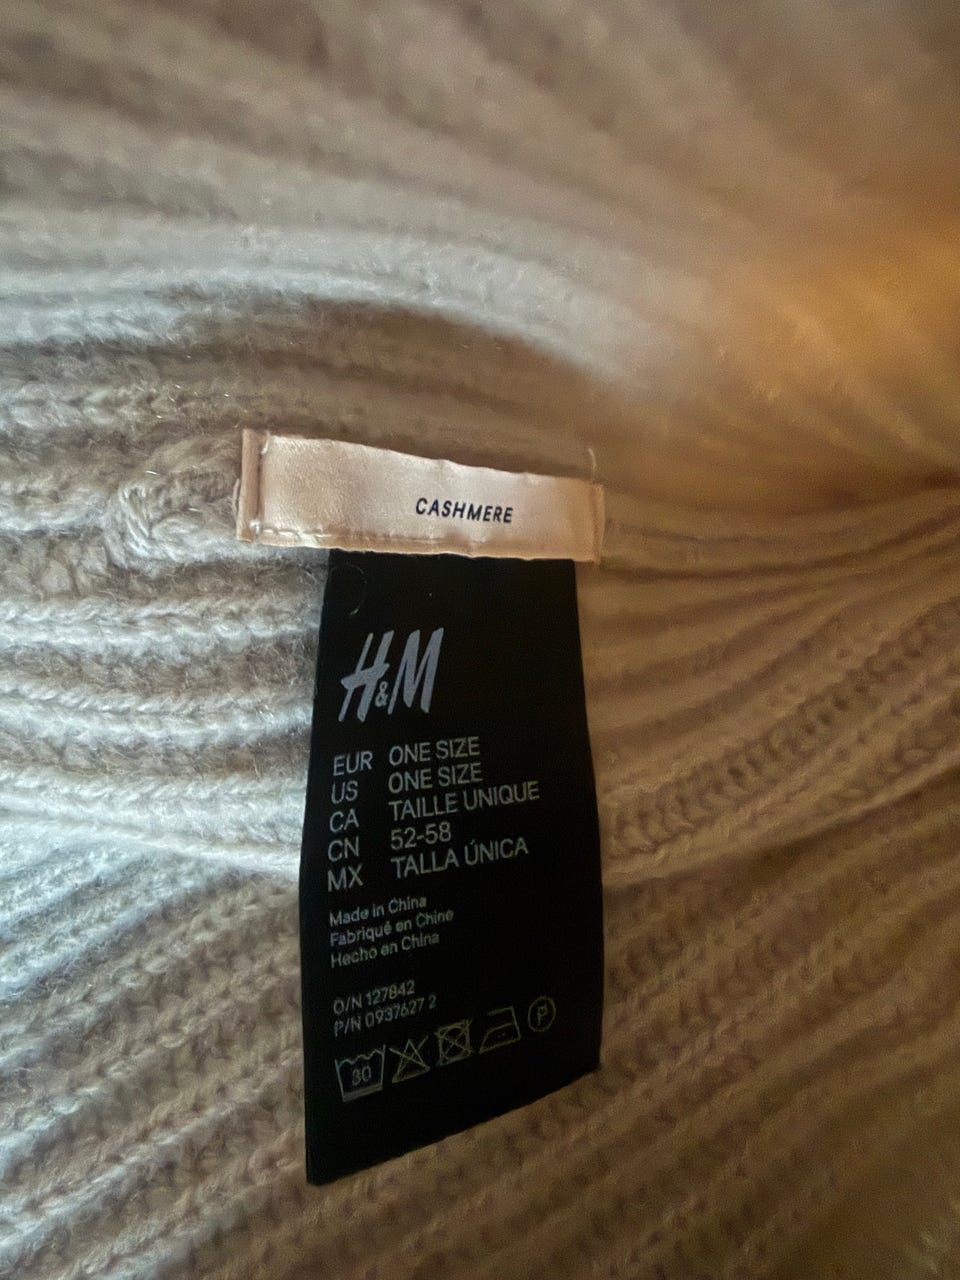 CASHMERE
H&M
EUR ONE SIZE
US ONE SIZE
CA TAILLE UNIQUE
CN 52-58
MX TALLA ÚNICA
Made in China
Fabriqué en Chine
Hecho en China
O/N 127842
P/N 0937627 2
30
P